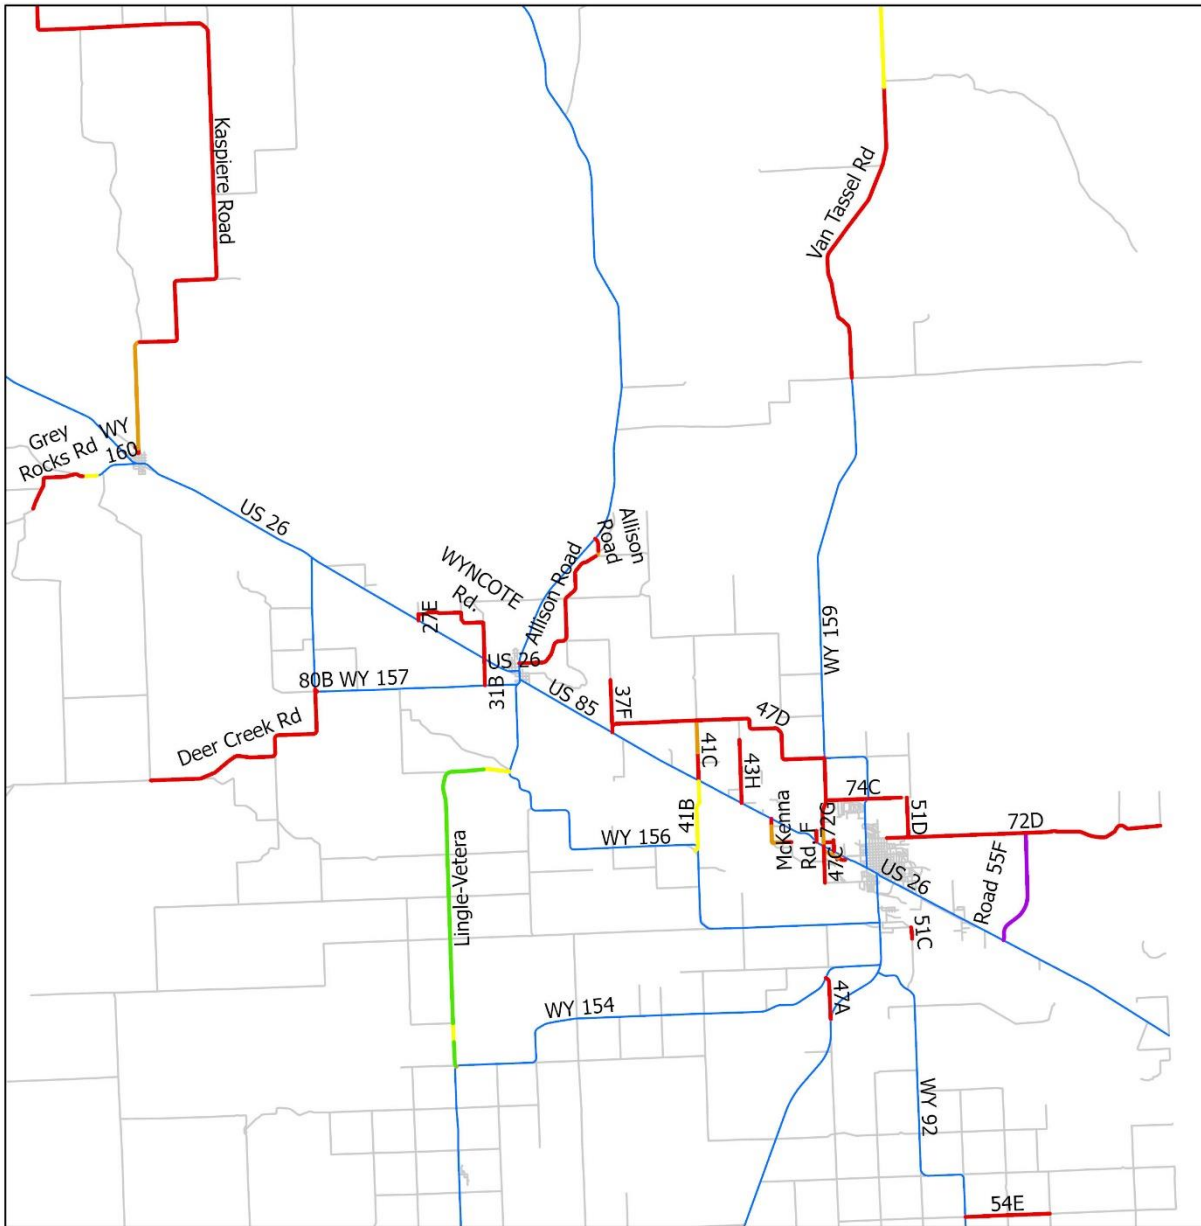 Kaspiere Road
Van Tassel Rd
Grey
Rocks Rd
WY
160
US 26
WYNCOTE
Rd.
27E
Allison Road
Allison
Road
US 26
31B
80B WY 157
Deer Creek Rd
US 85
37F
47D
WY 159
41C
43H
41B
McKenna
Rd F
72G
47C
74C
51D
72D
WY 156
Lingle-Vetera
US 26
Road 55F
51C
47A
WY 154
WY 92
54E